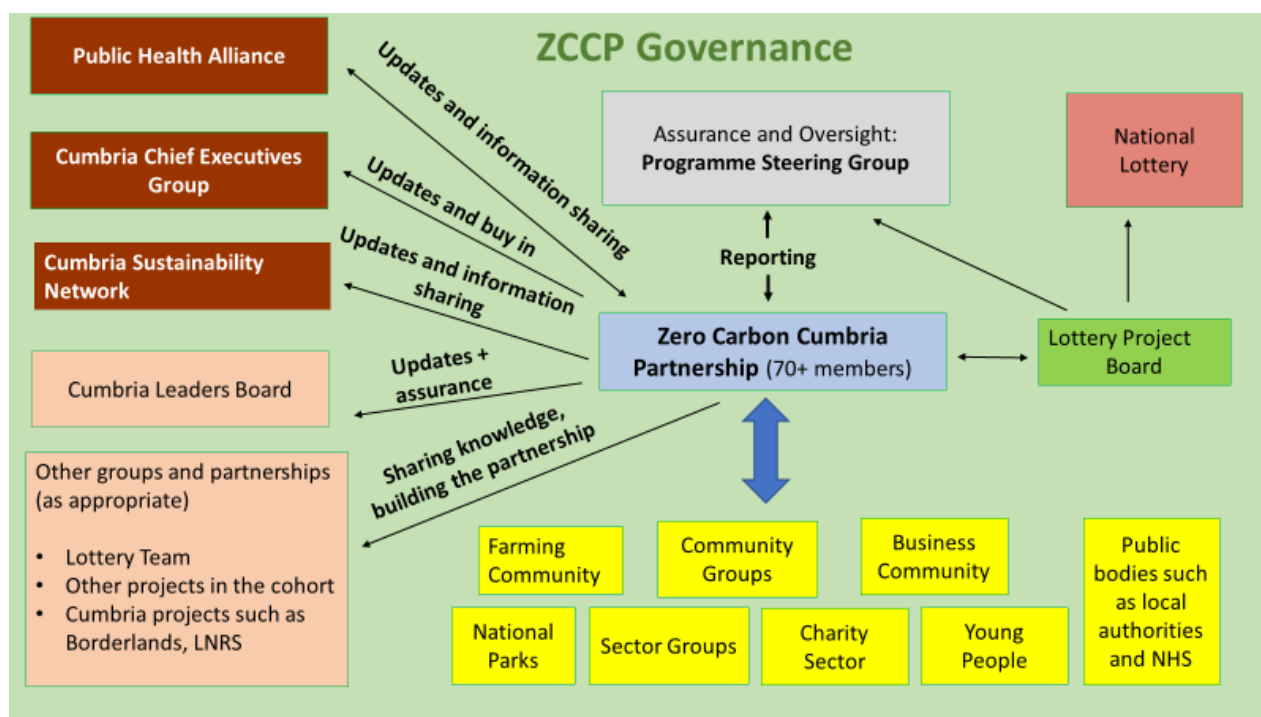 ZCCP Governance
Public Health Alliance
Cumbria Chief Executives
Group
Cumbria Sustainability
Network
Cumbria Leaders Board
Other groups and partnerships
(as appropriate)
• Lottery Team
• Other projects in the cohort
• Cumbria projects such as
Borderlands, LNRS
Updates and information sharing
Updates and buy in
Updates and information
sharing
Updates +
assurance
Sharing knowledge,
building the partnership
Assurance and Oversight:
Programme Steering Group
Reporting
Zero Carbon Cumbria
Partnership (70+ members)
National
Lottery
Lottery Project
Board
Farming
Community
Community
Groups
Business
Community
Public
bodies such
as local
authorities
and NHS
National
Parks
Sector Groups
Charity
Sector
Young
People